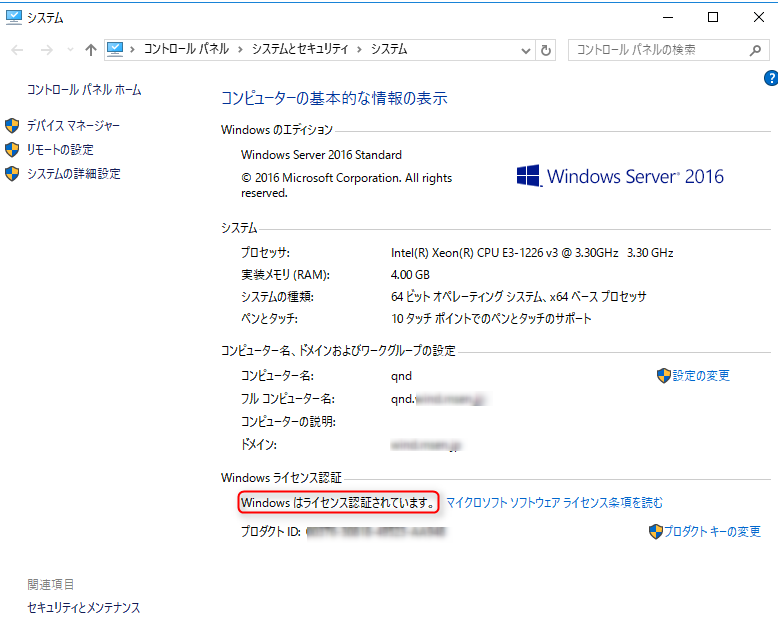 システム
コントロール パネル › システムとセキュリティ › システム
コントロール パネルの検索
?
コントロール パネル ホーム
デバイス マネージャー
リモートの設定
システムの詳細設定
コンピューターの基本的な情報の表示
Windows のエディション
Windows Server 2016 Standard
© 2016 Microsoft Corporation. All rights
reserved.
Windows Server® 2016
システム
プロセッサ: Intel(R) Xeon(R) CPU E3-1226 v3 @ 3.30GHz 3.30 GHz
実装メモリ (RAM): 4.00 GB
システムの種類: 64 ビット オペレーティング システム、x64 ベース プロセッサ
ペンとタッチ: 10 タッチ ポイントでのペンとタッチのサポート
コンピューター名、ドメインおよびワークグループの設定
コンピューター名: qnd 設定の変更
フル コンピューター名: qnd.
コンピューターの説明:
ドメイン:
Windows ライセンス認証
Windows はライセンス認証されています。 マイクロソフト ソフトウェア ライセンス条項を読む
プロダクト ID: プロダクト キーの変更
関連項目
セキュリティとメンテナンス